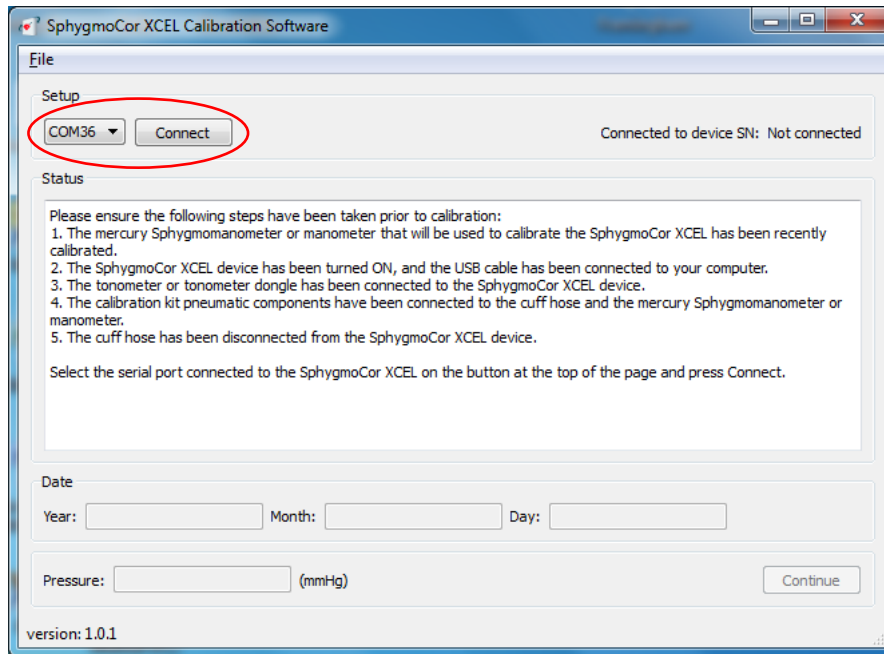 SphygmoCor XCEL Calibration Software
File
Setup
COM36 Connect Connected to device SN: Not connected
Status
Please ensure the following steps have been taken prior to calibration:
1. The mercury Sphygmomanometer or manometer that will be used to calibrate the SphygmoCor XCEL has been recently
calibrated.
2. The SphygmoCor XCEL device has been turned ON, and the USB cable has been connected to your computer.
3. The tonometer or tonometer dongle has been connected to the SphygmoCor XCEL device.
4. The calibration kit pneumatic components have been connected to the cuff hose and the mercury Sphygmomanometer or
manometer.
5. The cuff hose has been disconnected from the SphygmoCor XCEL device.
Select the serial port connected to the SphygmoCor XCEL on the button at the top of the page and press Connect.
Date
Year: Month: Day:
Pressure: (mmHg) Continue
version: 1.0.1